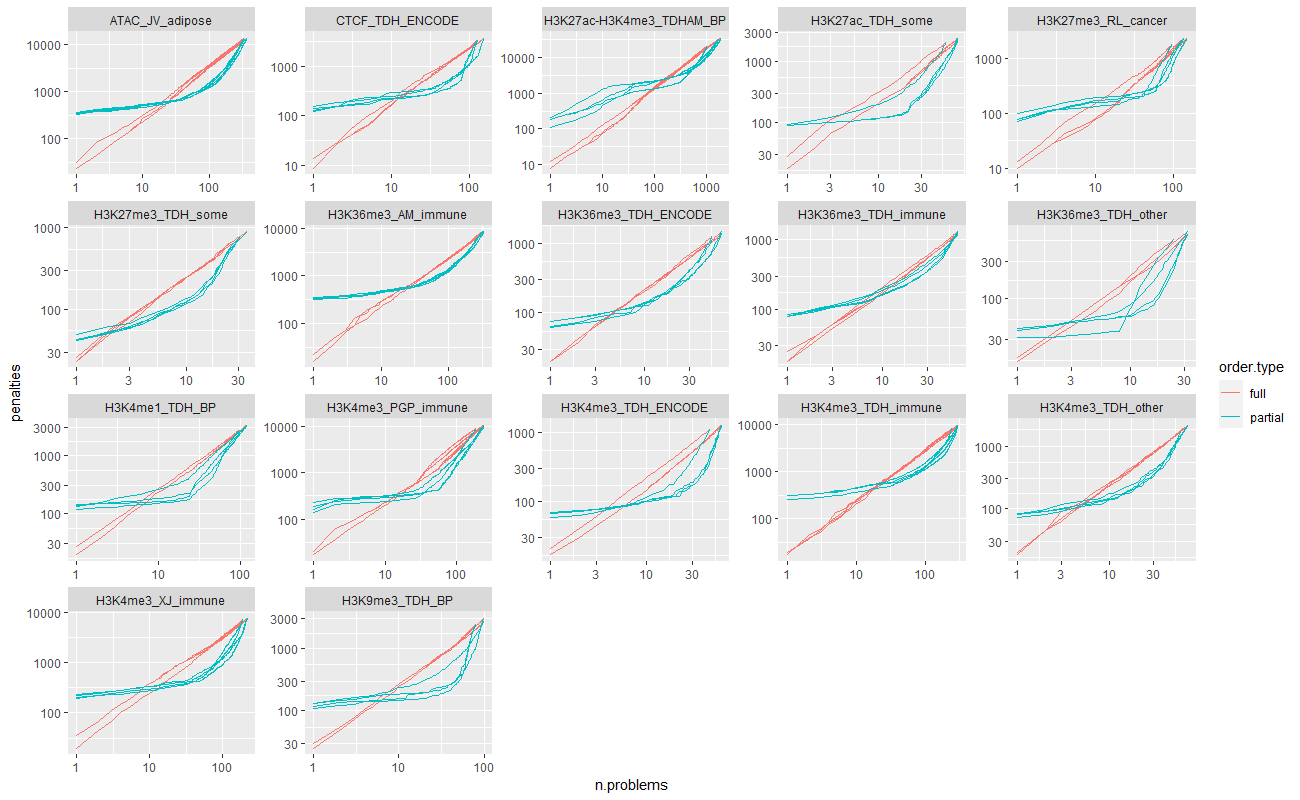 ATAC_JV_adipose CTCF_TDH_ENCODE H3K27ac-H3K4me3_TDHAM_BP H3K27ac_TDH_some H3K27me3_RL_cancer
10000 1000 100
1 10 100
1000 100 10
1 10 100
10000 1000 100 10
1 10 100 1000
3000 1000 300 100 30
1 3 10 30
1000 100 10
1 10 100
H3K27me3_TDH_some H3K36me3_AM_immune H3K36me3_TDH_ENCODE H3K36me3_TDH_immune H3K36me3_TDH_other
1000 300 100 30
1 3 10 30
1000 100
1 10 100
1000 300 100 30
1 3 10 30
1000 300 100 30
1 3 10 30
300 100 30
1 3 10 30
penalties
order.type
full
partial
H3K4me1_TDH_BP H3K4me3_PGP_immune H3K4me3_TDH_ENCODE H3K4me3_TDH_immune H3K4me3_TDH_other
3000 1000 300 100 30
1 10 100
1000 100
1 10 100
1000 300 100 30
1 3 10 30
10000 1000 100
1 10 100
1000 300 100 30
1 3 10 30
H3K4me3_XJ_immune H3K9me3_TDH_BP
10000 1000 100
1 10 100
3000 1000 300 100 30
1 10 100
n.problems